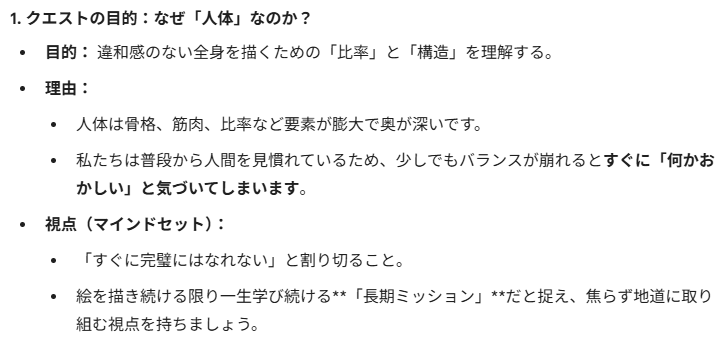 1. クエストの目的：なぜ「人体」なのか？
• 目的： 違和感のない全身を描くための「比率」と「構造」を理解する。
• 理由：
• 人体は骨格、筋肉、比率など要素が膨大で奥が深いです。
• 私たちは普段から人間を見慣れているため、少しでもバランスが崩れるとすぐに「何かお
かしい」と気づいてしまいます。
• 視点（マインドセット）：
• 「すぐに完璧にはなれない」と割り切ること。
• 絵を描き続ける限り一生学び続ける**「長期ミッション」**だと捉え、焦らず地道に取り
組む視点を持ちましょう。